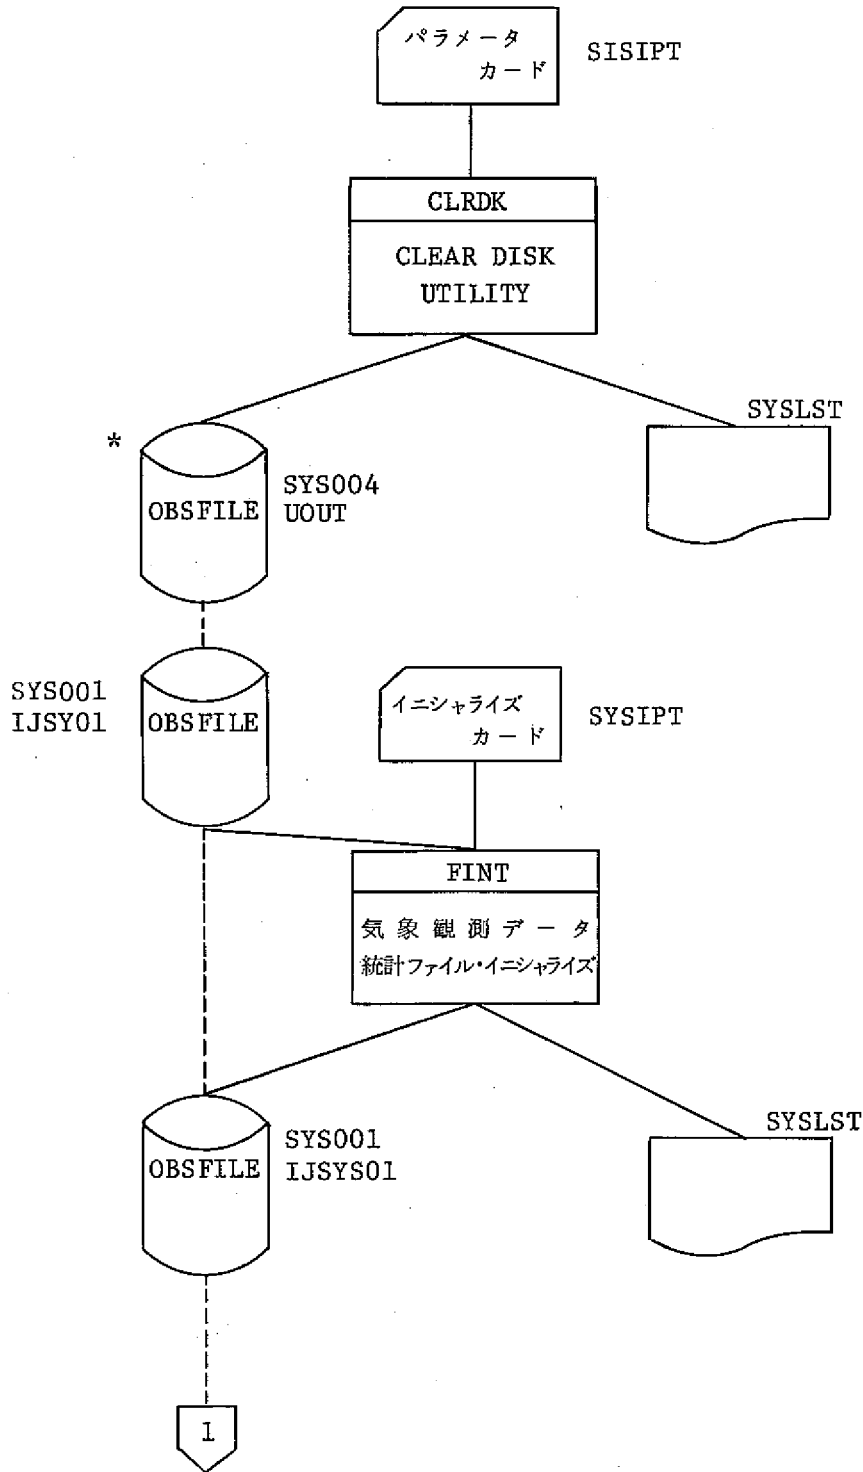 パラメータ
カード
SISIPT
CLRDK
CLEAR DISK
UTILITY
SYSLST
*
OBSFILE
SYS004
UOUT
SYS001
IJSY01
OBSFILE
イニシャライズ
カード
SYSIPT
FINT
気象観測データ
統計ファイル・イニシャライズ
SYSLST
OBSFILE
SYS001
IJSYS01
1